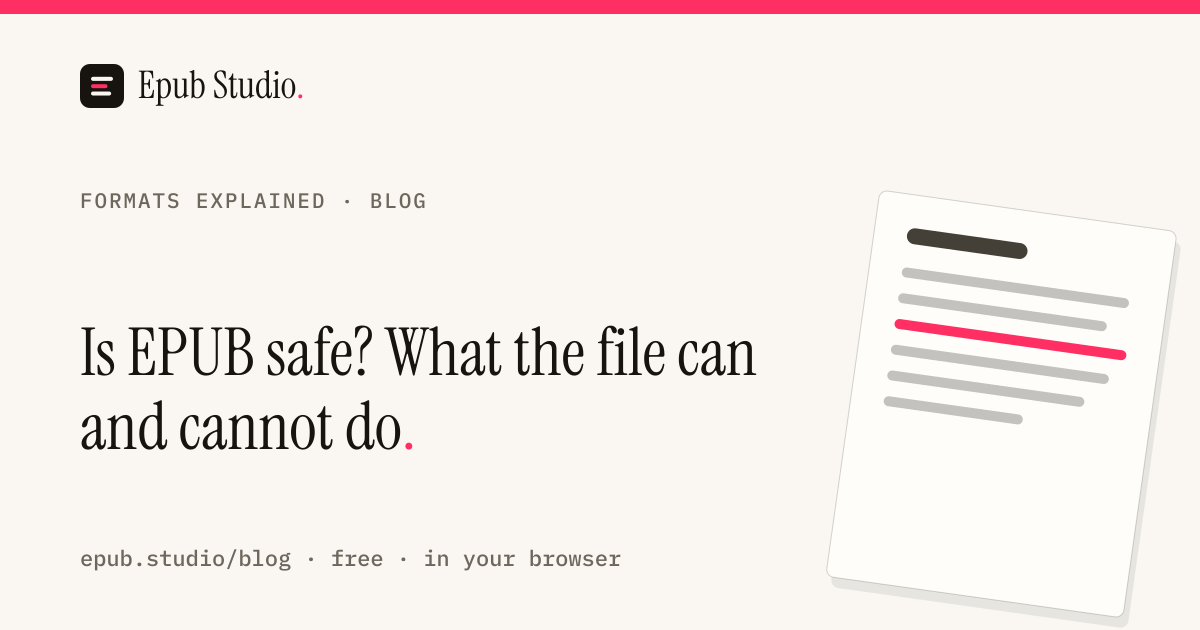 Epub Studio.
FORMATS EXPLAINED · BLOG
Is EPUB safe? What the file can
and cannot do.
epub.studio/blog · free · in your browser